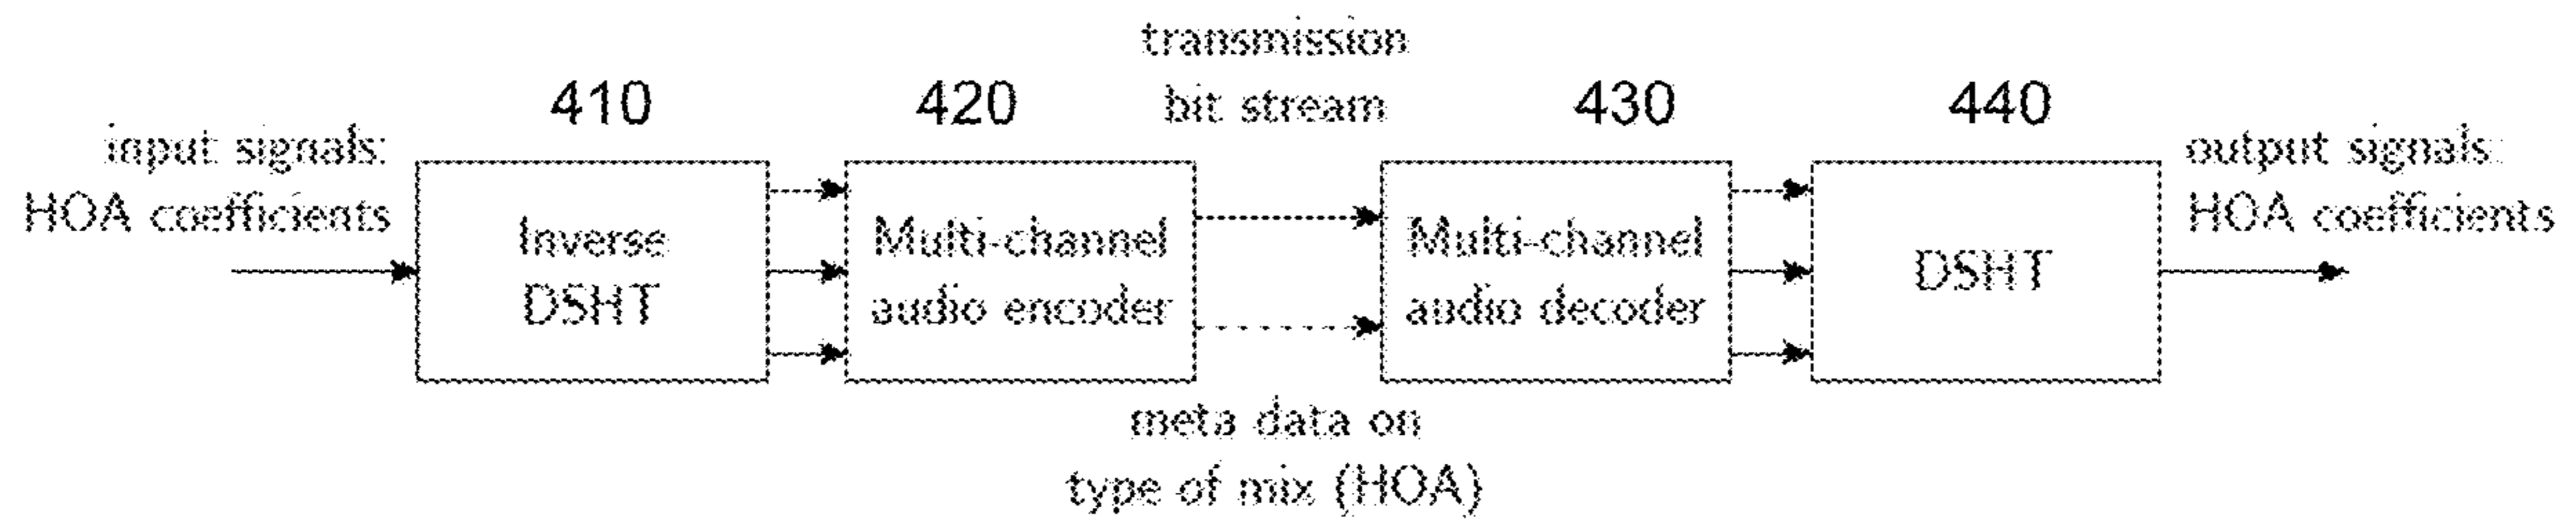 transmission
bit stream
410
420
430
440
input signals:
HOA coefficients
output signals:
HOA coefficients
Inverse
DSHT
Multi-channel
audio encoder
Multi-channel
audio decoder
DSHT
meta data on
type of mix (HOA)